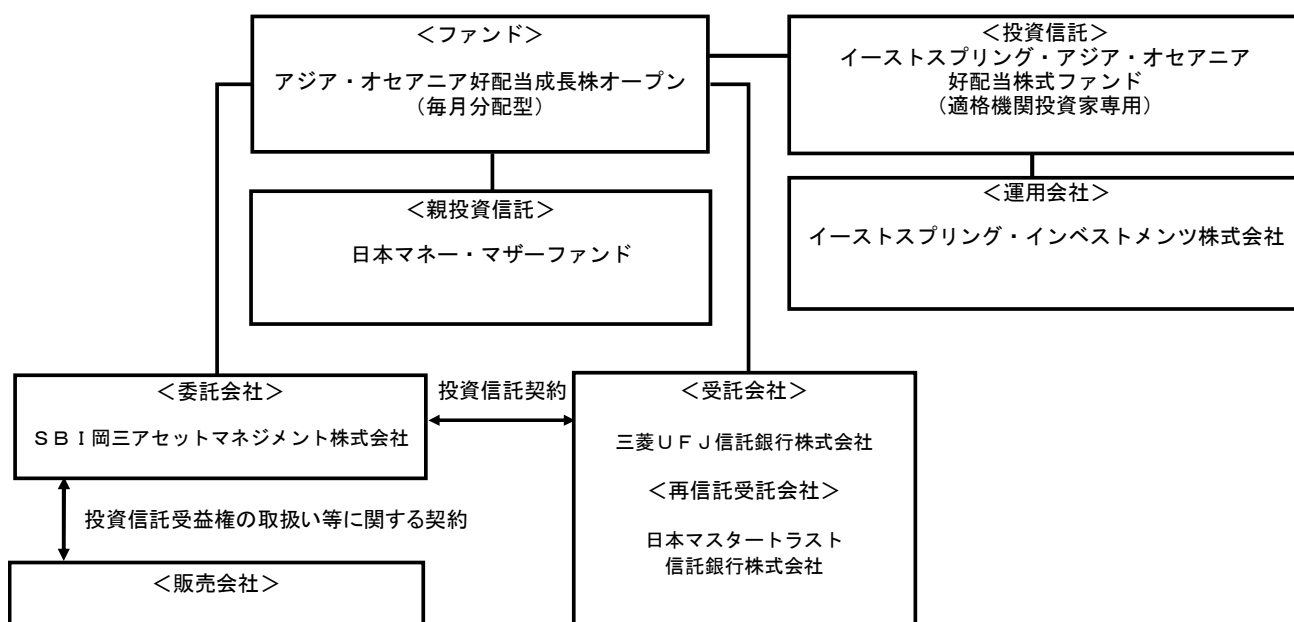 ＜ファンド＞
アジア・オセアニア好配当成長株オープン
（毎月分配型）
＜投資信託＞
イーストスプリング・アジア・オセアニア
好配当株式ファンド
（適格機関投資家専用）
＜親投資信託＞
日本マネー・マザーファンド
＜運用会社＞
イーストスプリング・インベストメンツ株式会社
＜委託会社＞
ＳＢＩ岡三アセットマネジメント株式会社
投資信託契約
＜受託会社＞
三菱ＵＦＪ信託銀行株式会社
＜再信託受託会社＞
日本マスタートラスト
信託銀行株式会社
投資信託受益権の取扱い等に関する契約
＜販売会社＞